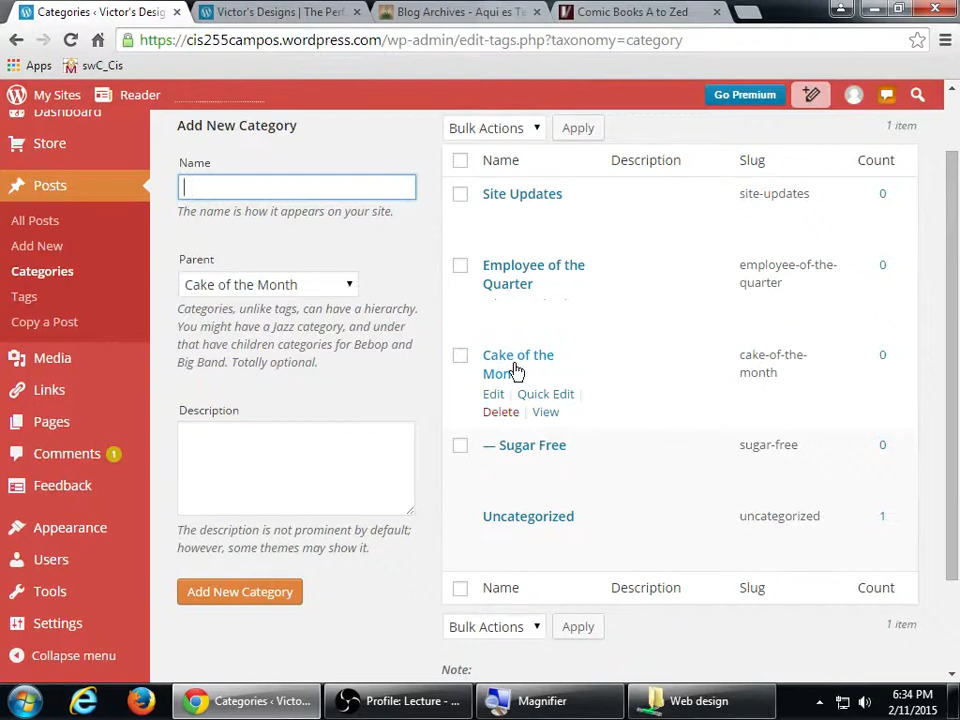 Categories ‹ Victor's Desig
Victor's Designs | The Perf
Blog Archives - Aqui es Te
Comic Books A to Zed
https://cis255campos.wordpress.com/wp-admin/edit-tags.php?taxonomy=category
Apps
swC_Cis
My Sites
Reader
Go Premium
Dashboard
Store
Posts
All Posts
Add New
Categories
Tags
Copy a Post
Media
Links
Pages
Comments 1
Feedback
Appearance
Users
Tools
Settings
Collapse menu
Add New Category
Name
The name is how it appears on your site.
Parent
Cake of the Month
Categories, unlike tags, can have a hierarchy.
You might have a Jazz category, and under
that have children categories for Bebop and
Big Band. Totally optional.
Description
The description is not prominent by default;
however, some themes may show it.
Add New Category
Bulk Actions
Apply
1 item
Name Description Slug Count
Site Updates site-updates 0
Employee of the employee-of-the- 0
Quarter quarter
Cake of the cake-of-the- 0
month
Edit | Quick Edit |
Delete | View
— Sugar Free sugar-free 0
Uncategorized uncategorized 1
Name Description Slug Count
Bulk Actions
Apply
1 item
Note:
Categories ‹ Victo...
Profile: Lecture - ...
Magnifier
Web design
6:34 PM
2/11/2015